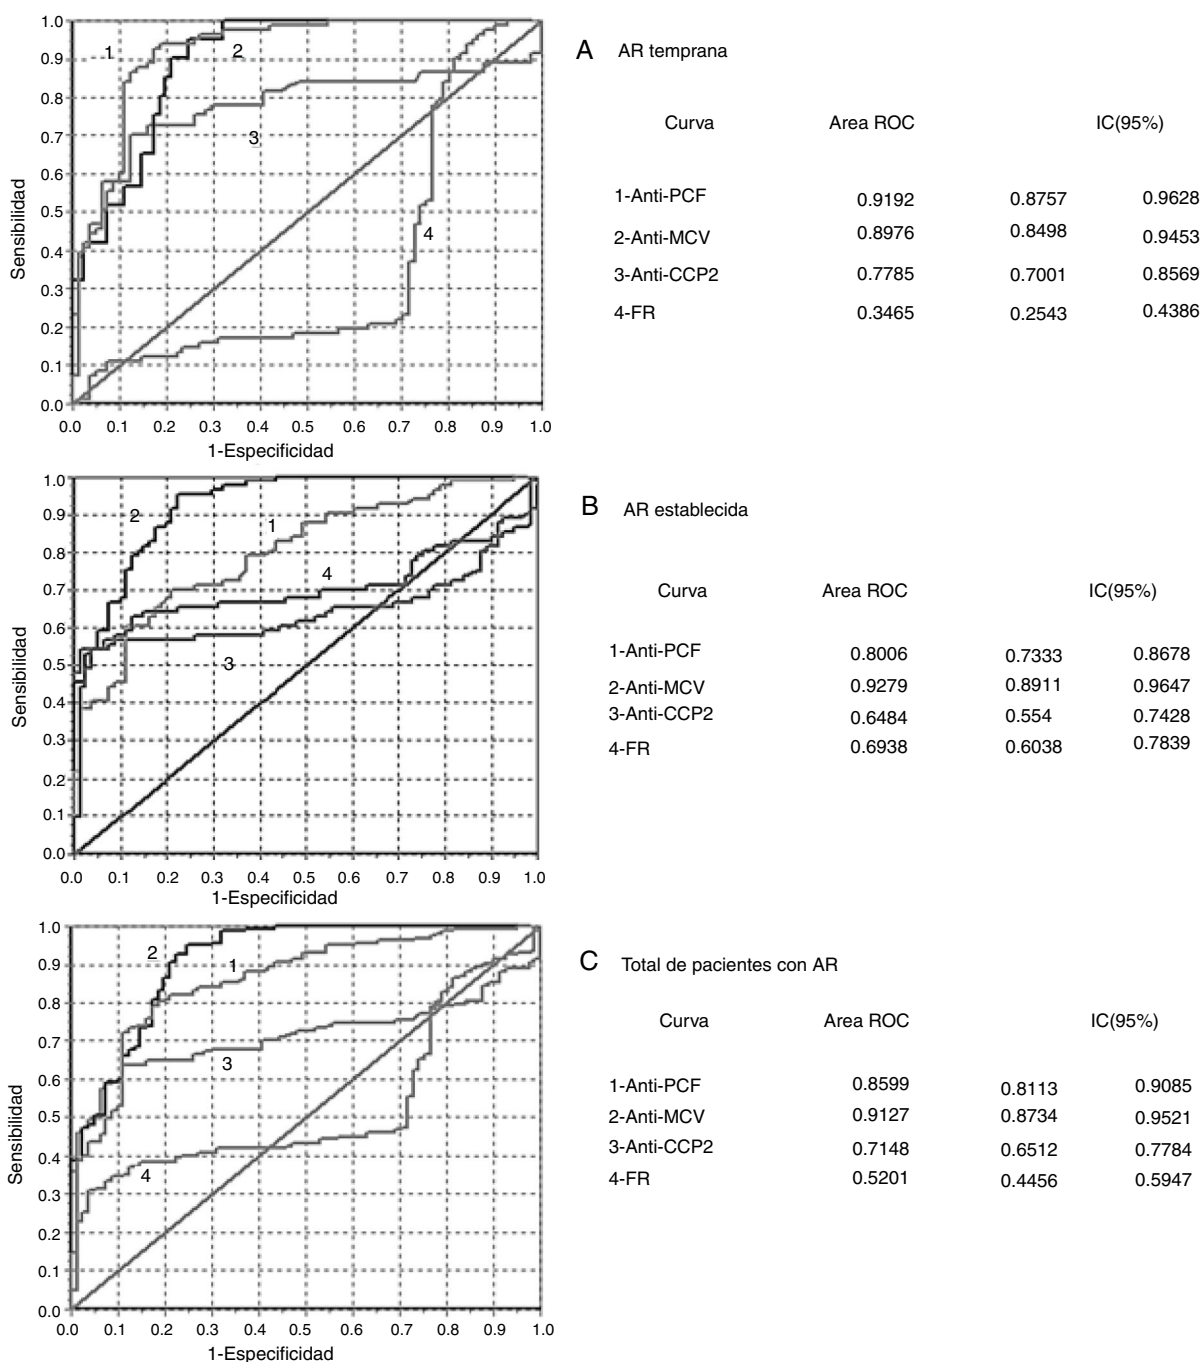 A AR temprana
Curva Area ROC IC(95%)
1-Anti-PCF 0.9192 0.8757 0.9628
2-Anti-MCV 0.8976 0.8498 0.9453
3-Anti-CCP2 0.7785 0.7001 0.8569
4-FR 0.3465 0.2543 0.4386
Sensibilidad
1.0
0.9
0.8
0.7
0.6
0.5
0.4
0.3
0.2
0.1
0.0
1
2
3
4
0.0 0.1 0.2 0.3 0.4 0.5 0.6 0.7 0.8 0.9 1.0
1-Especificidad
B AR establecida
Curva Area ROC IC(95%)
1-Anti-PCF 0.8006 0.7333 0.8678
2-Anti-MCV 0.9279 0.8911 0.9647
3-Anti-CCP2 0.6484 0.554 0.7428
4-FR 0.6938 0.6038 0.7839
Sensibilidad
1.0
0.9
0.8
0.7
0.6
0.5
0.4
0.3
0.2
0.1
0.0
2
1
4
3
0.0 0.1 0.2 0.3 0.4 0.5 0.6 0.7 0.8 0.9 1.0
1-Especificidad
C Total de pacientes con AR
Curva Area ROC IC(95%)
1-Anti-PCF 0.8599 0.8113 0.9085
2-Anti-MCV 0.9127 0.8734 0.9521
3-Anti-CCP2 0.7148 0.6512 0.7784
4-FR 0.5201 0.4456 0.5947
Sensibilidad
1.0
0.9
0.8
0.7
0.6
0.5
0.4
0.3
0.2
0.1
0.0
2
1
3
4
0.0 0.1 0.2 0.3 0.4 0.5 0.6 0.7 0.8 0.9 1.0
1-Especificidad